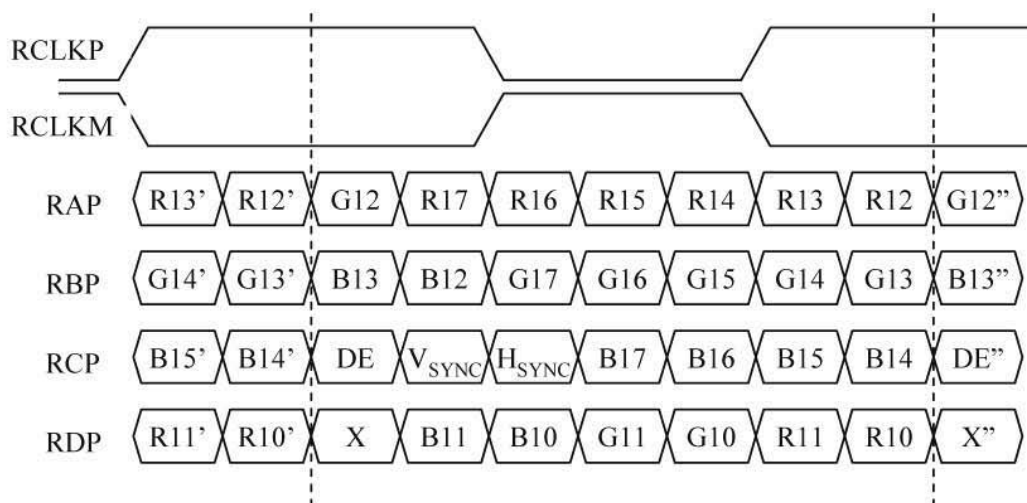 RCLKP
RCLKM
RAP R13’ R12’ G12 R17 R16 R15 R14 R13 R12 G12”
RBP G14’ G13’ B13 B12 G17 G16 G15 G14 G13 B13”
RCP B15’ B14’ DE VSYNC HSYNC B17 B16 B15 B14 DE”
RDP R11’ R10’ X B11 B10 G11 G10 R11 R10 X”